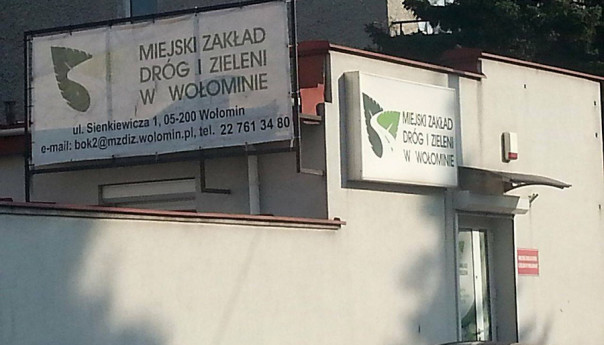 MIEJSKI ZAKŁAD
DRÓG I ZIELENI
W WOŁOMINIE
ul. Sienkiewicza 1, 05-200 Wołomin
e-mail: bok2@mzdiz.wolomin.pl, tel. 22 761 34 80
MIEJSKI ZAKŁAD
DRÓG I ZIELENI
W WOŁOMINIE